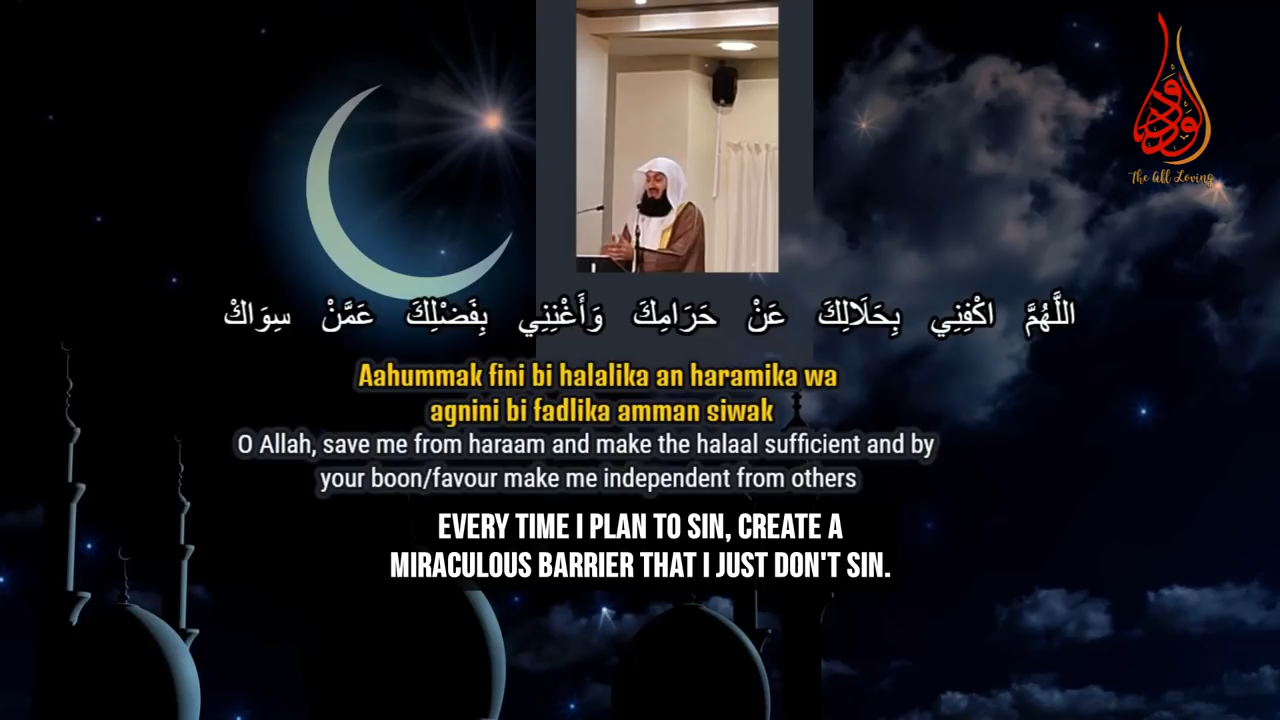 الودود
The All Loving
اللَّهُمَّ اكْفِنِي بِحَلَالِكَ عَنْ حَرَامِكَ وَأَغْنِنِي بِفَضْلِكَ عَمَّنْ سِوَاكْ
Aahummak fini bi halalika an haramika wa
agnini bi fadlika amman siwak
O Allah, save me from haraam and make the halaal sufficient and by
your boon/favour make me independent from others
EVERY TIME I PLAN TO SIN, CREATE A
MIRACULOUS BARRIER THAT I JUST DON'T SIN.